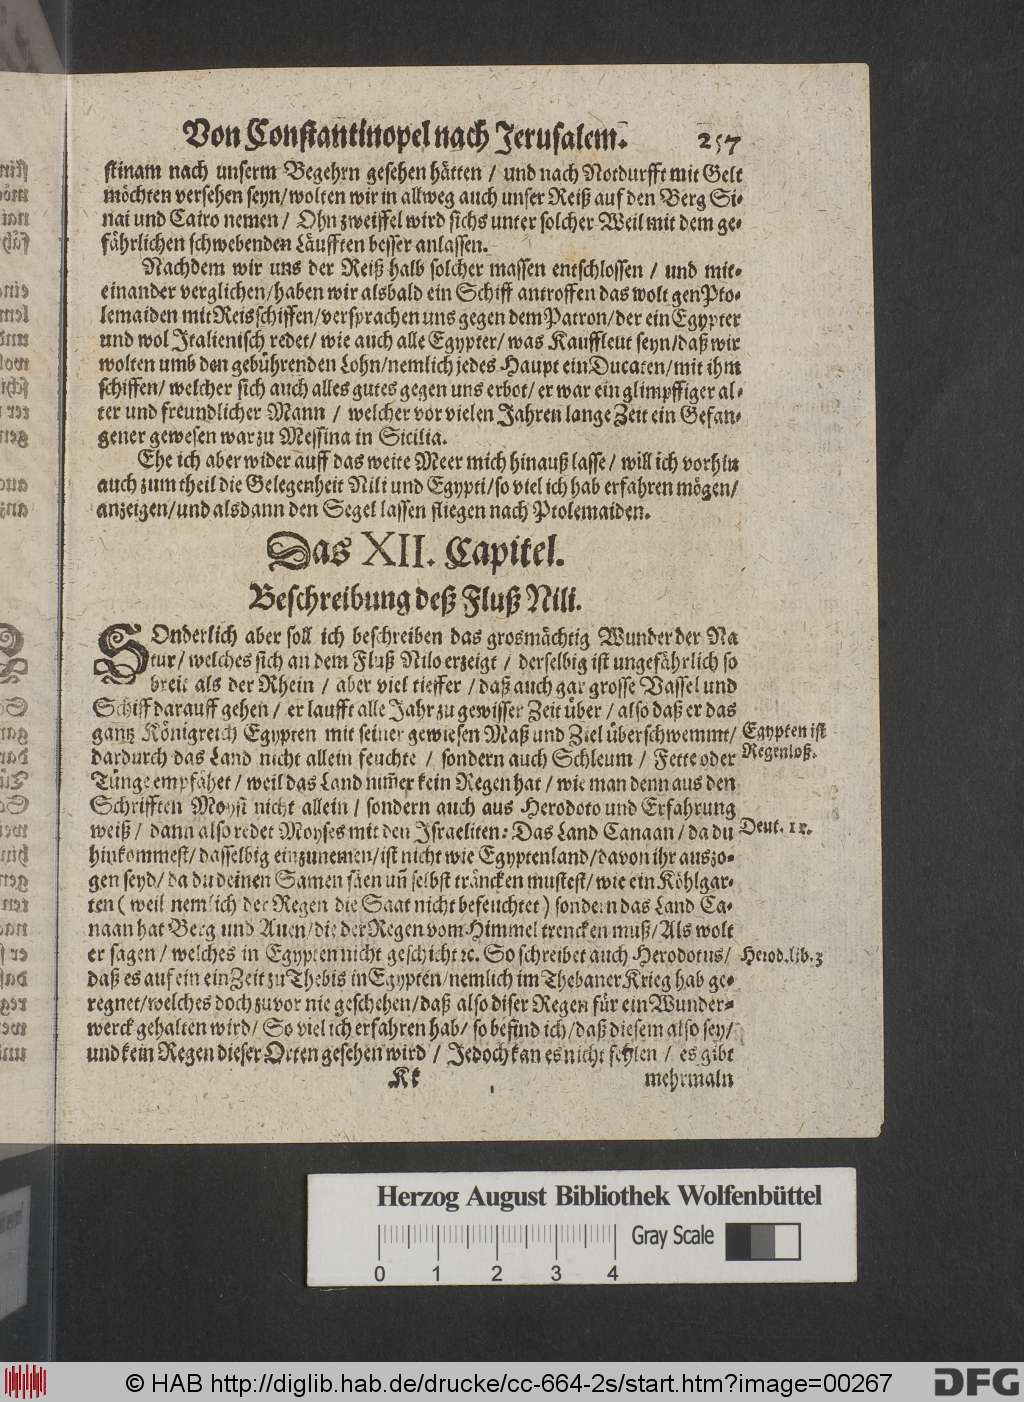 Von Constantinopel nach Jerusalem. 257
stinam nach unserm Begehrn gesehen hätten / und nach Notdurfft mit Gelt
möchten versehen seyn/wolten wir in allweg auch unser Reiß auf den Berg Si-
nai und Cairo nemen / Ohn zweiffel wird sichs unter solcher Weil mit dem ge-
fährlichen schwebenden Läufften besser anlassen.
Nachdem wir uns der Reiß halb solcher massen entschlossen / und mit-
einander verglichen/haben wir alsbald ein Schiff antroffen das wolt gen Pto-
lemaiden mit Reis schiffen/versprachen uns gegen dem Patron/der ein Egypter
und wol Italienisch redet/ wie auch alle Egypter/ was Kauffleut seyn/daß wir
wolten umb den gebührenden Lohn/nemlich jedes Haupt ein Ducaten/mit ihm
schiffen/ welcher sich auch alles gutes gegen uns erbot/ er war ein glimpffiger al-
ter und freundlicher Mann / welcher vor vielen Jahren lange Zeit ein Gefan-
gener gewesen war zu Messina in Sicilia.
Ehe ich aber wider auff das weite Meer mich hinauß lasse/ will ich vorhin
auch zum theil die Gelegenheit Nili und Egypti/so viel ich hab erfahren mögen/
anzeigen/und alsdann den Segel lassen fliegen nach Ptolemaiden.
Das XII. Capitel.
Beschreibung deß Fluß Nili.
SOnderlich aber soll ich beschreiben das grosmächtig Wunder der Na
tur/ welches sich an dem Fluß Nilo erzeigt / derselbig ist ungefährlich so
breit als der Rhein / aber viel tieffer / daß auch gar grosse Vassel und
Schiff darauff gehen / er laufft alle Jahr zu gewisser Zeit über / also daß er das
gantz Königreich Egypten mit seiner gewiesen Maß und Ziel überschwemmt/
Egypten ist
Regenloß.
dardurch das Land nicht allein feuchte / sondern auch Schleum / Fette oder
Tünge empfähet / weil das Land nim̄er kein Regen hat / wie man denn aus den
Schrifften Moysi nicht allein / sondern auch aus Herodoto und Erfahrung
weiß / dann also redet Moyses mit den Israeliten: Das Land Canaan / da du
Deut. 11.
hinkommest/dasselbig einzunemen/ist nicht wie Egyptenland/davon ihr auszo-
gen seyd/ da du deinen Samen säen uñ selbst träncken mustest/ wie ein Köhlgar-
ten ( weil nemlich der Regen die Saat nicht befeuchtet ) sondern das Land Ca-
naan hat Berg und Auen/die der Regen vom Himmel trencken muß/Als wolt
er sagen / welches in Egypten nicht geschicht ꝛc. So schreibet auch Herodotus/
Herod. lib. 3
daß es auf ein ein Zeit zu Thebis in Egypten/nemlich im Thebaner Krieg hab ge-
regnet/welches doch zuvor nie geschehen/daß also diser Regen für ein Wunder-
werck gehalten wird/ So viel ich erfahren hab/ so befind ich/daß diesem also sey/
und kein Regen dieser Orten gesehen wird / Jedoch kan es nicht fehlen / es gibt
Kk mehrmaln
Herzog August Bibliothek Wolfenbüttel
Gray Scale
0 1 2 3 4
© HAB http://diglib.hab.de/drucke/cc-664-2s/start.htm?image=00267
DFG